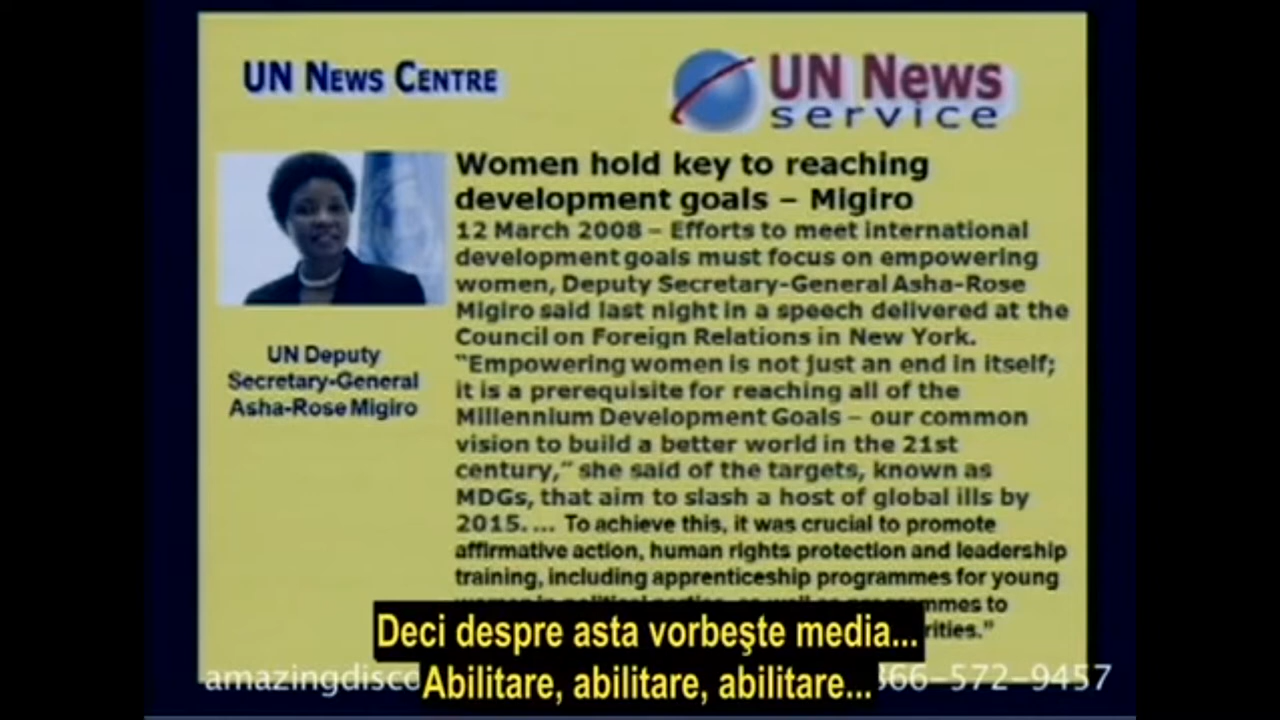 UN NEWS CENTRE
UN News
service
Women hold key to reaching
development goals – Migiro
12 March 2008 – Efforts to meet international
development goals must focus on empowering
women, Deputy Secretary-General Asha-Rose
Migiro said last night in a speech delivered at the
Council on Foreign Relations in New York.
"Empowering women is not just an end in itself;
it is a prerequisite for reaching all of the
Millennium Development Goals – our common
vision to build a better world in the 21st
century," she said of the targets, known as
MDGs, that aim to slash a host of global ills by
2015. ... To achieve this, it was crucial to promote
affirmative action, human rights protection and leadership
training, including apprenticeship programmes for young
UN Deputy
Secretary-General
Asha-Rose Migiro
Deci despre asta vorbeşte media...
Abilitare, abilitare, abilitare...